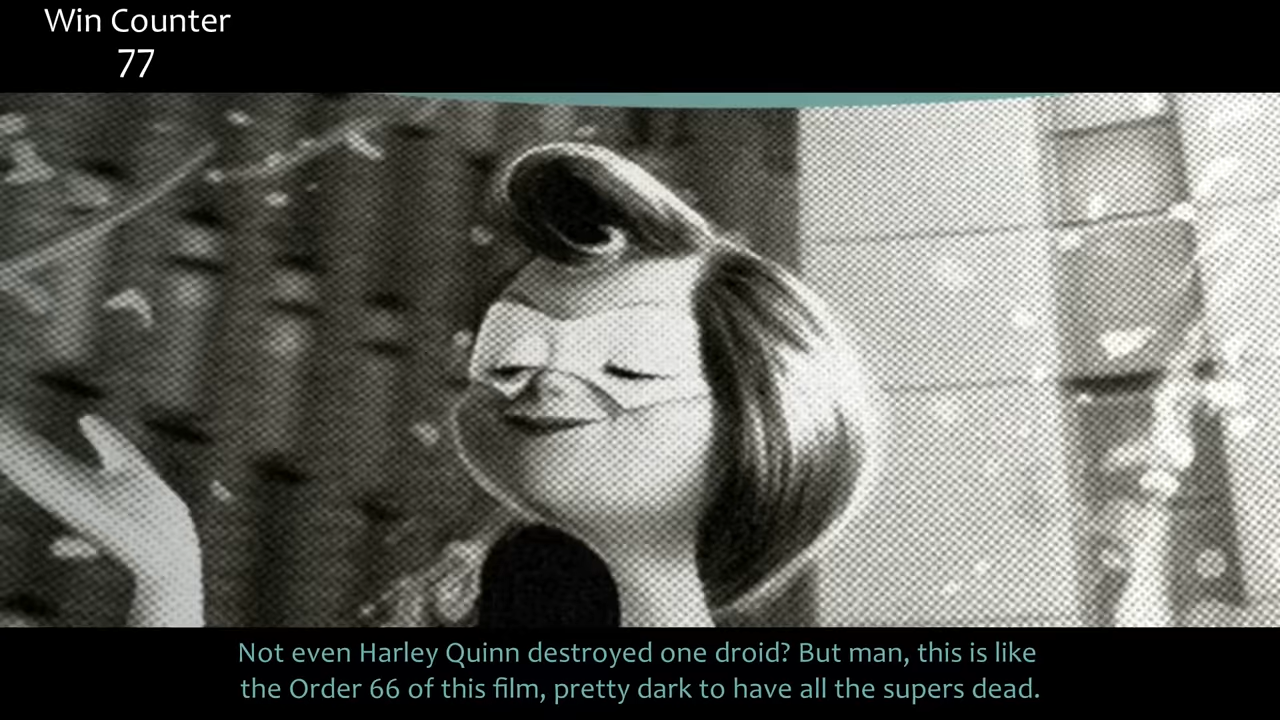 Win Counter
77
Not even Harley Quinn destroyed one droid? But man, this is like
the Order 66 of this film, pretty dark to have all the supers dead.